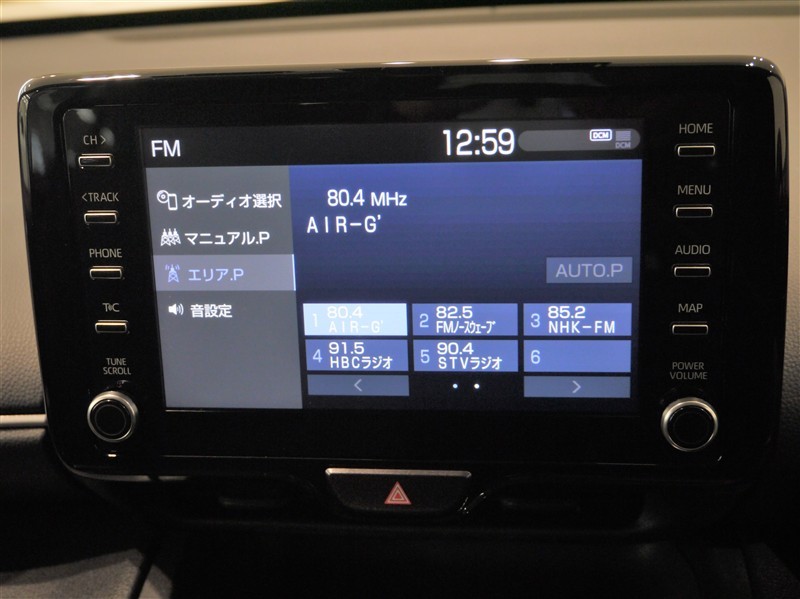 CH >
< TRACK
PHONE
T@C
TUNE
SCROLL
FM
12:59
DCM
DCM
オーディオ選択
マニュアル.P
エリア.P
音設定
80.4 MHz
AIR-G'
AUTO.P
1 80.4 AIR-G'
2 82.5 FMノースウェーブ
3 85.2 NHK-FM
4 91.5 HBCラジオ
5 90.4 STVラジオ
6
<
>
HOME
MENU
AUDIO
MAP
POWER
VOLUME